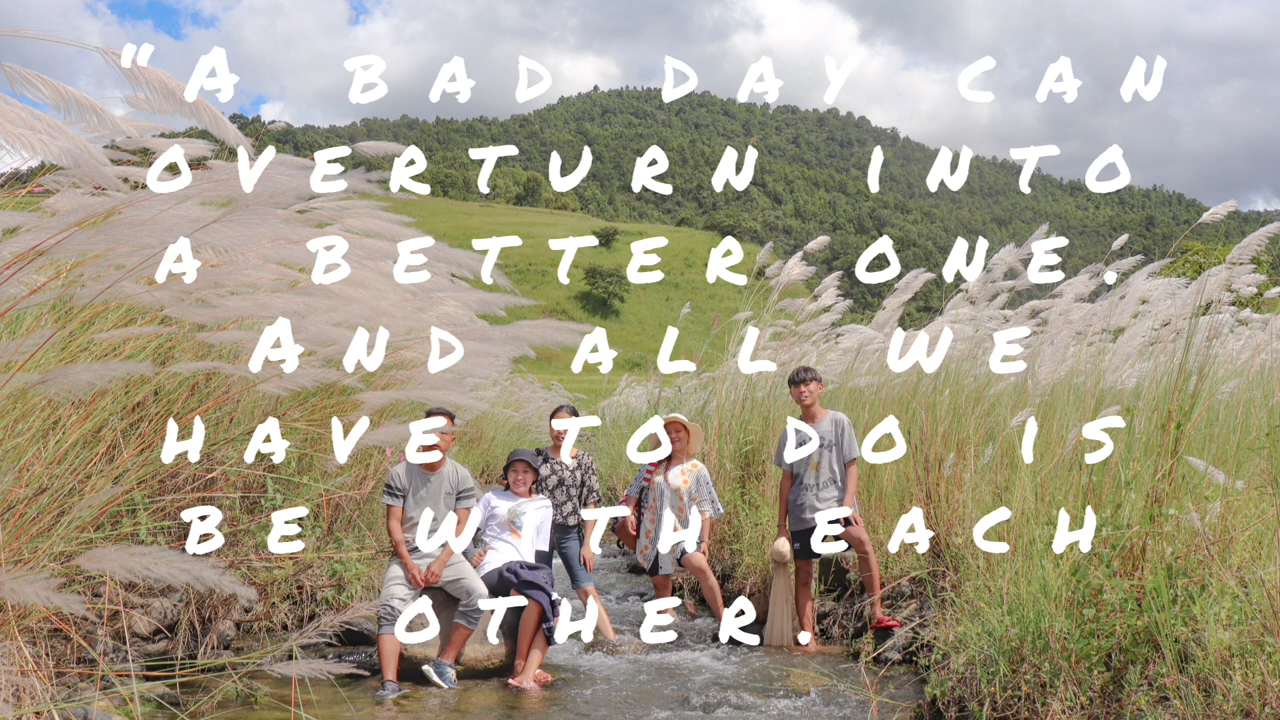 "A BAD DAY CAN
OVERTURN INTO
A BETTER ONE.
AND ALL WE
HAVE TO DO IS
BE WITH EACH
OTHER.